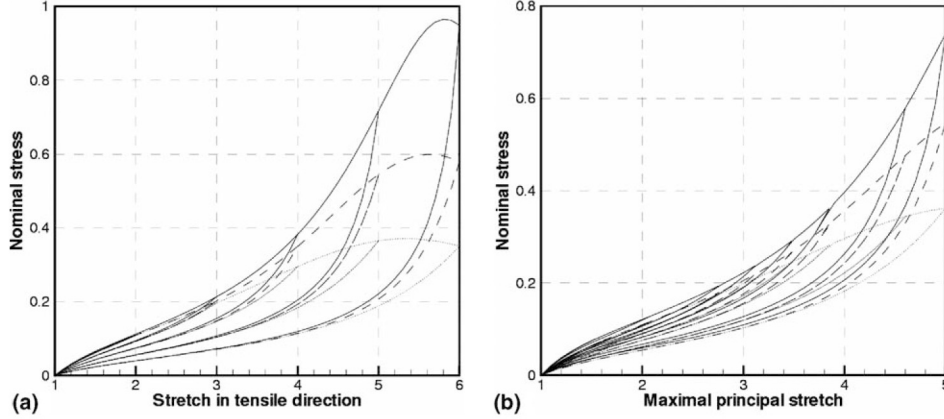 1
0.8
0.6
0.4
0.2
0
Nominal stress
1 2 3 4 5 6
(a) Stretch in tensile direction
0.8
0.6
0.4
0.2
0
Nominal stress
1 2 3 4 5
(b) Maximal principal stretch